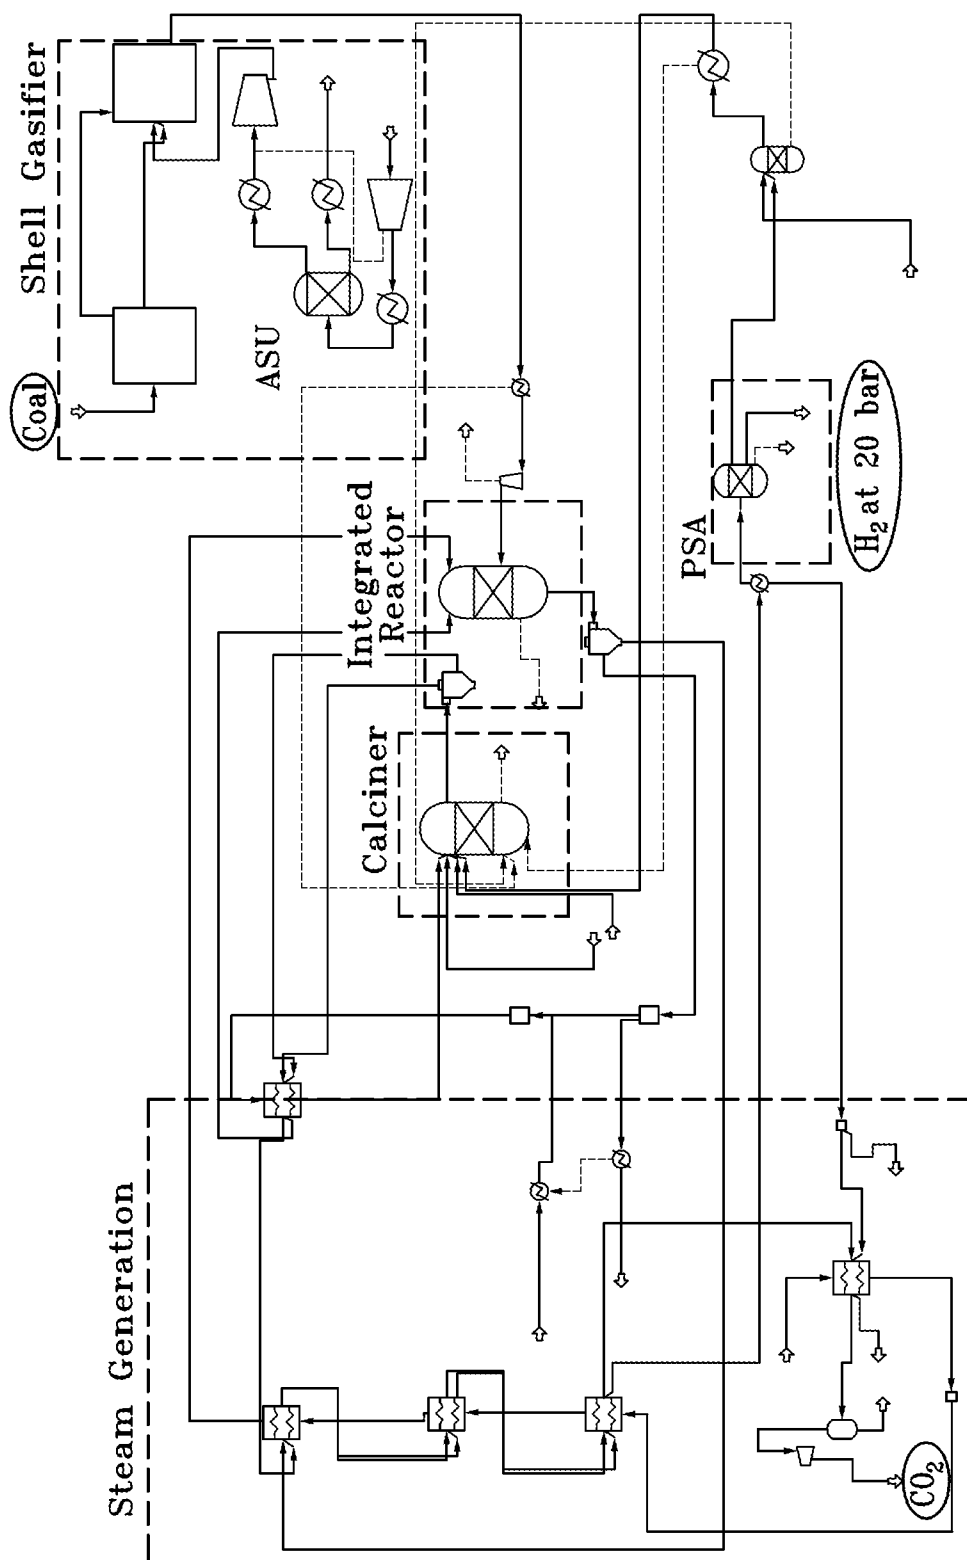 Shell Gasifier
Coal
ASU
Integrated
Reactor
PSA
H₂ at 20 bar
Calciner
Steam Generation
CO₂